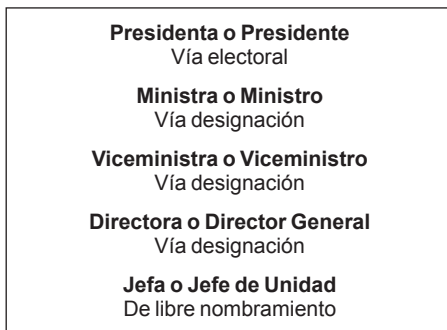 Presidenta o Presidente
Vía electoral
Ministra o Ministro
Vía designación
Viceministra o Viceministro
Vía designación
Directora o Director General
Vía designación
Jefa o Jefe de Unidad
De libre nombramiento